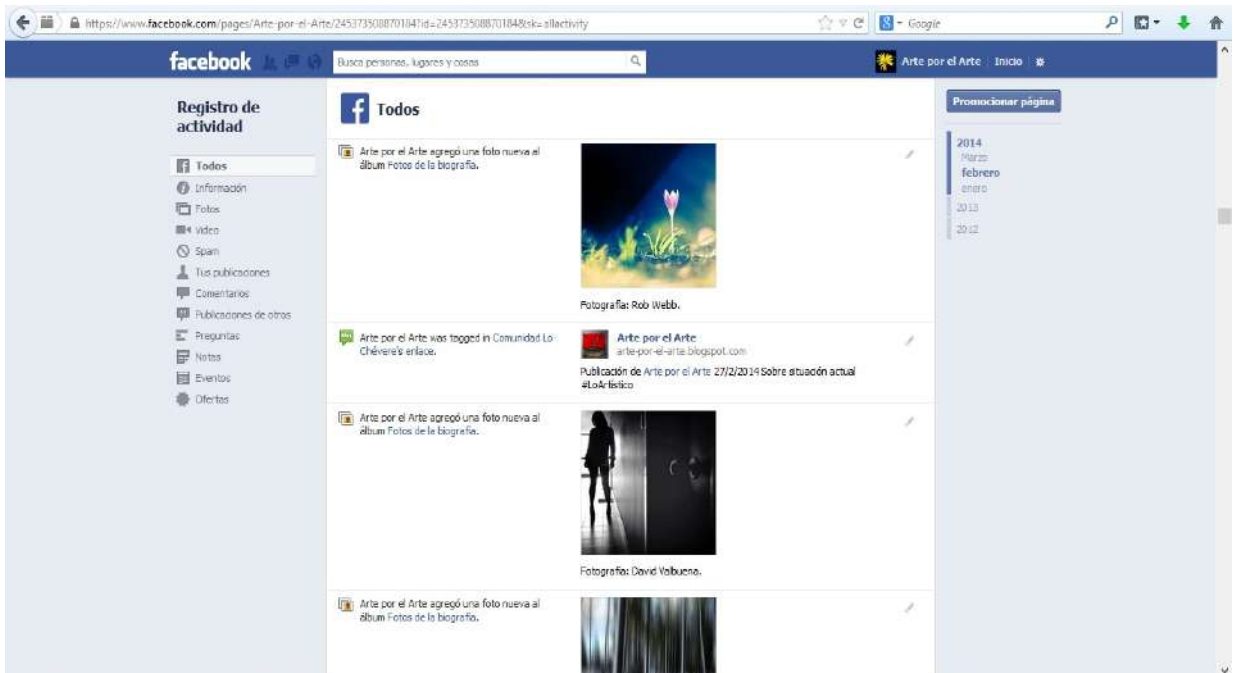 https://www.facebook.com/pages/Arte-por-el-Arte/245373508870184?id=245373508870184&sk=allactivity
Google
facebook
Busca personas, lugares y cosas
Arte por el Arte
Inicio
Registro de
actividad
Todos
Información
Fotos
Video
Spam
Tus publicaciones
Comentarios
Publicaciones de otros
Preguntas
Notas
Eventos
Ofertas
Todos
Arte por el Arte agregó una foto nueva al
álbum Fotos de la biografía.
Fotografía: Rob Webb.
Arte por el Arte was tagged in Comunidad Lo
Chévere's enlace.
Arte por el Arte
arte-por-el-arte.blogspot.com
Publicación de Arte por el Arte 27/2/2014 Sobre situación actual
#LoArtístico
Arte por el Arte agregó una foto nueva al
álbum Fotos de la biografía.
Fotografía: David Valbuena.
Arte por el Arte agregó una foto nueva al
álbum Fotos de la biografía.
Promocionar página
2014
Marzo
febrero
enero
2013
2012